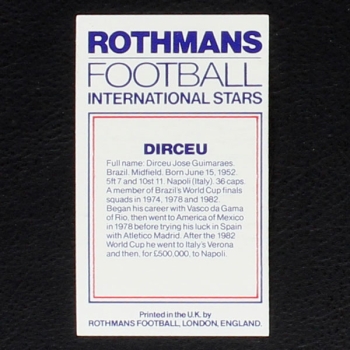 ROTHMANS
FOOTBALL
INTERNATIONAL STARS
DIRCEU
Full name: Dirceu Jose Guimaraes.
Brazil. Midfield. Born June 15, 1952.
5ft 7 and 10st 11. Napoli (Italy). 36 caps.
A member of Brazil's World Cup finals
squads in 1974, 1978 and 1982.
Began his career with Vasco da Gama
of Rio, then went to America of Mexico
in 1978 before trying his luck in Spain
with Atletico Madrid. After the 1982
World Cup he went to Italy's Verona
and then, for £500,000, to Napoli.
Printed in the U.K. by
ROTHMANS FOOTBALL, LONDON, ENGLAND.